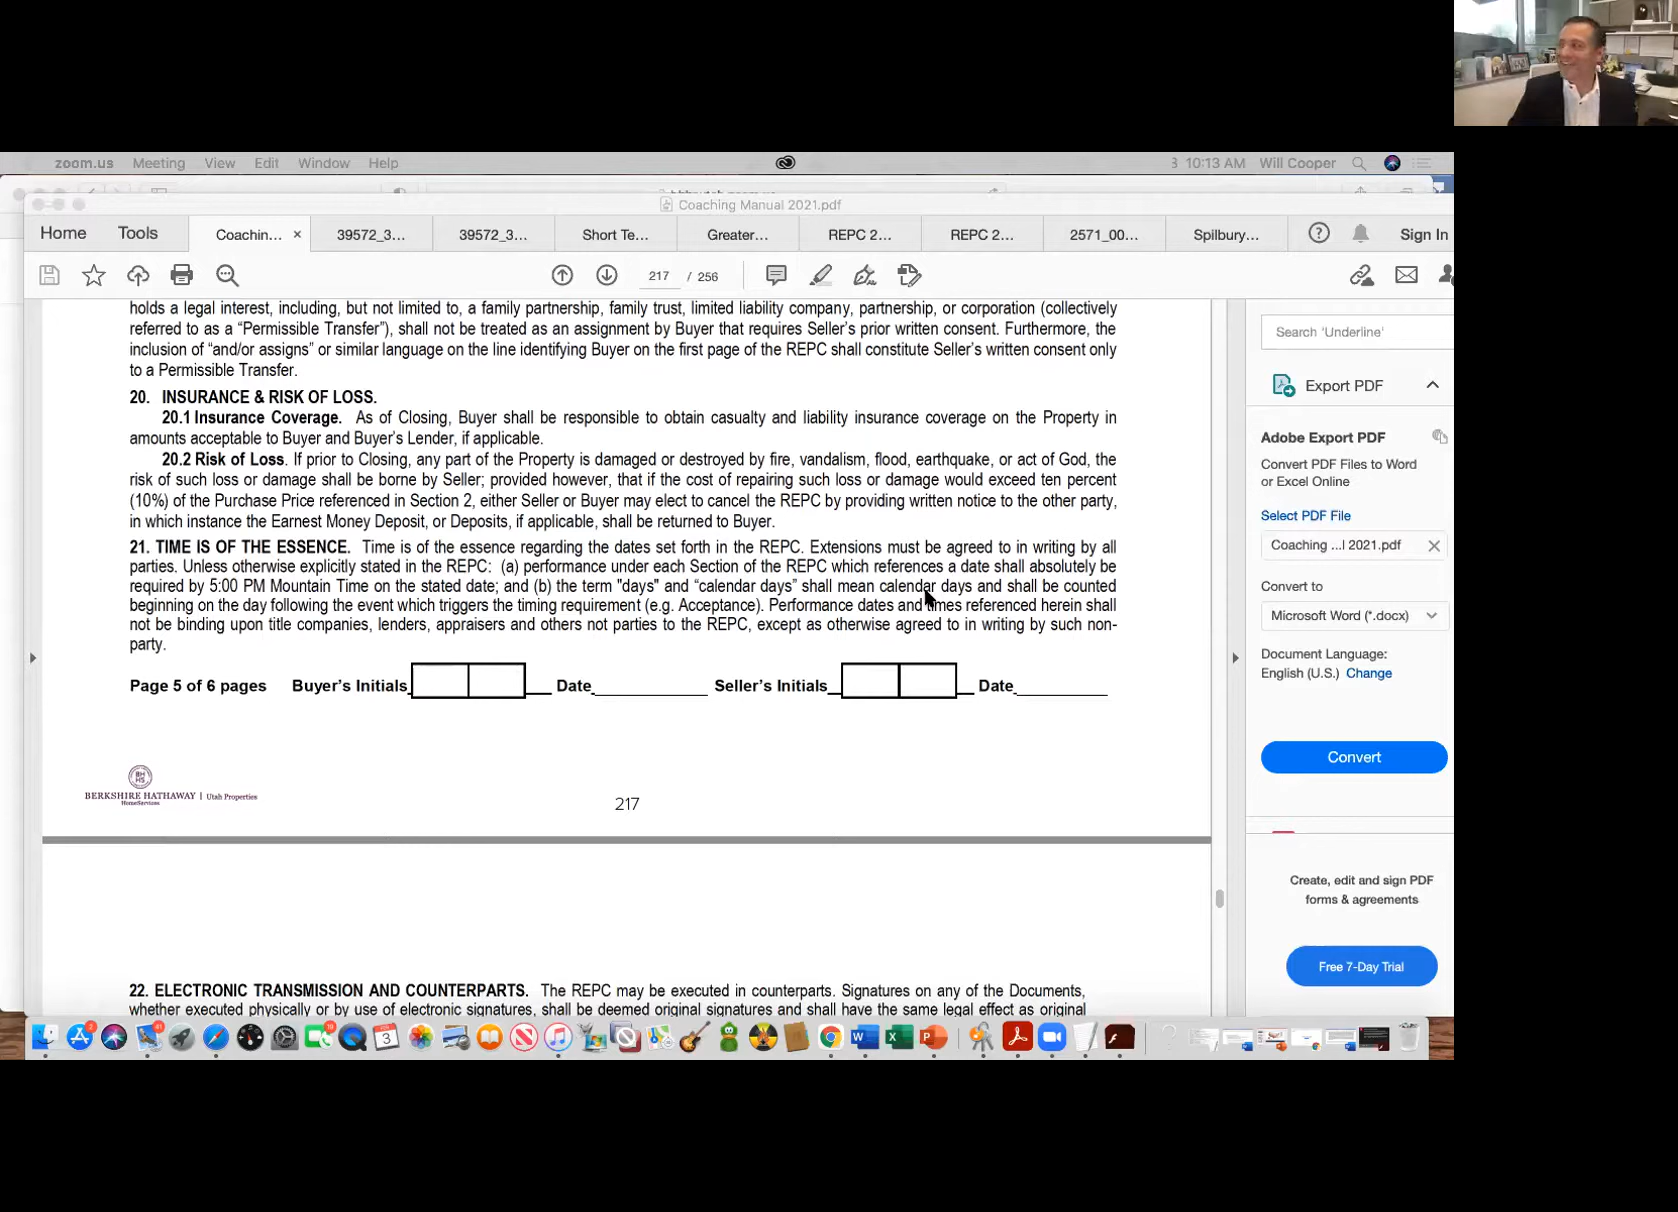 zoom.us Meeting View Edit Window Help
10:13 AM Will Cooper
Coaching Manual 2021.pdf
Home Tools Coachin... × 39572_3... 39572_3... Short Te... Greater... REPC 2... REPC 2... 2571_00... Spilbury... Sign In
217 / 256
holds a legal interest, including, but not limited to, a family partnership, family trust, limited liability company, partnership, or corporation (collectively
referred to as a “Permissible Transfer”), shall not be treated as an assignment by Buyer that requires Seller’s prior written consent. Furthermore, the
inclusion of “and/or assigns” or similar language on the line identifying Buyer on the first page of the REPC shall constitute Seller’s written consent only
to a Permissible Transfer.
20. INSURANCE & RISK OF LOSS.
20.1 Insurance Coverage. As of Closing, Buyer shall be responsible to obtain casualty and liability insurance coverage on the Property in
amounts acceptable to Buyer and Buyer’s Lender, if applicable.
20.2 Risk of Loss. If prior to Closing, any part of the Property is damaged or destroyed by fire, vandalism, flood, earthquake, or act of God, the
risk of such loss or damage shall be borne by Seller; provided however, that if the cost of repairing such loss or damage would exceed ten percent
(10%) of the Purchase Price referenced in Section 2, either Seller or Buyer may elect to cancel the REPC by providing written notice to the other party,
in which instance the Earnest Money Deposit, or Deposits, if applicable, shall be returned to Buyer.
21. TIME IS OF THE ESSENCE. Time is of the essence regarding the dates set forth in the REPC. Extensions must be agreed to in writing by all
parties. Unless otherwise explicitly stated in the REPC: (a) performance under each Section of the REPC which references a date shall absolutely be
required by 5:00 PM Mountain Time on the stated date; and (b) the term "days" and “calendar days” shall mean calendar days and shall be counted
beginning on the day following the event which triggers the timing requirement (e.g. Acceptance). Performance dates and times referenced herein shall
not be binding upon title companies, lenders, appraisers and others not parties to the REPC, except as otherwise agreed to in writing by such non-
party.
Page 5 of 6 pages Buyer’s Initials Date Seller’s Initials Date
BERKSHIRE HATHAWAY | Utah Properties
HomeServices
217
22. ELECTRONIC TRANSMISSION AND COUNTERPARTS. The REPC may be executed in counterparts. Signatures on any of the Documents,
whether executed physically or by use of electronic signatures, shall be deemed original signatures and shall have the same legal effect as original
Search 'Underline'
Export PDF
Adobe Export PDF
Convert PDF Files to Word
or Excel Online
Select PDF File
Coaching ...l 2021.pdf
Convert to
Microsoft Word (*.docx)
Document Language:
English (U.S.) Change
Convert
Create, edit and sign PDF
forms & agreements
Free 7-Day Trial